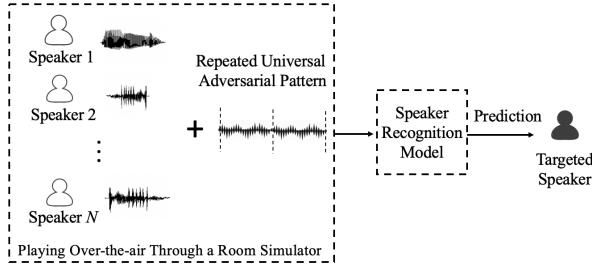 Speaker 1
Repeated Universal
Adversarial Pattern
Speaker 2
Speaker
Recognition
Model
Prediction
Targeted
Speaker
Speaker N
Playing Over-the-air Through a Room Simulator